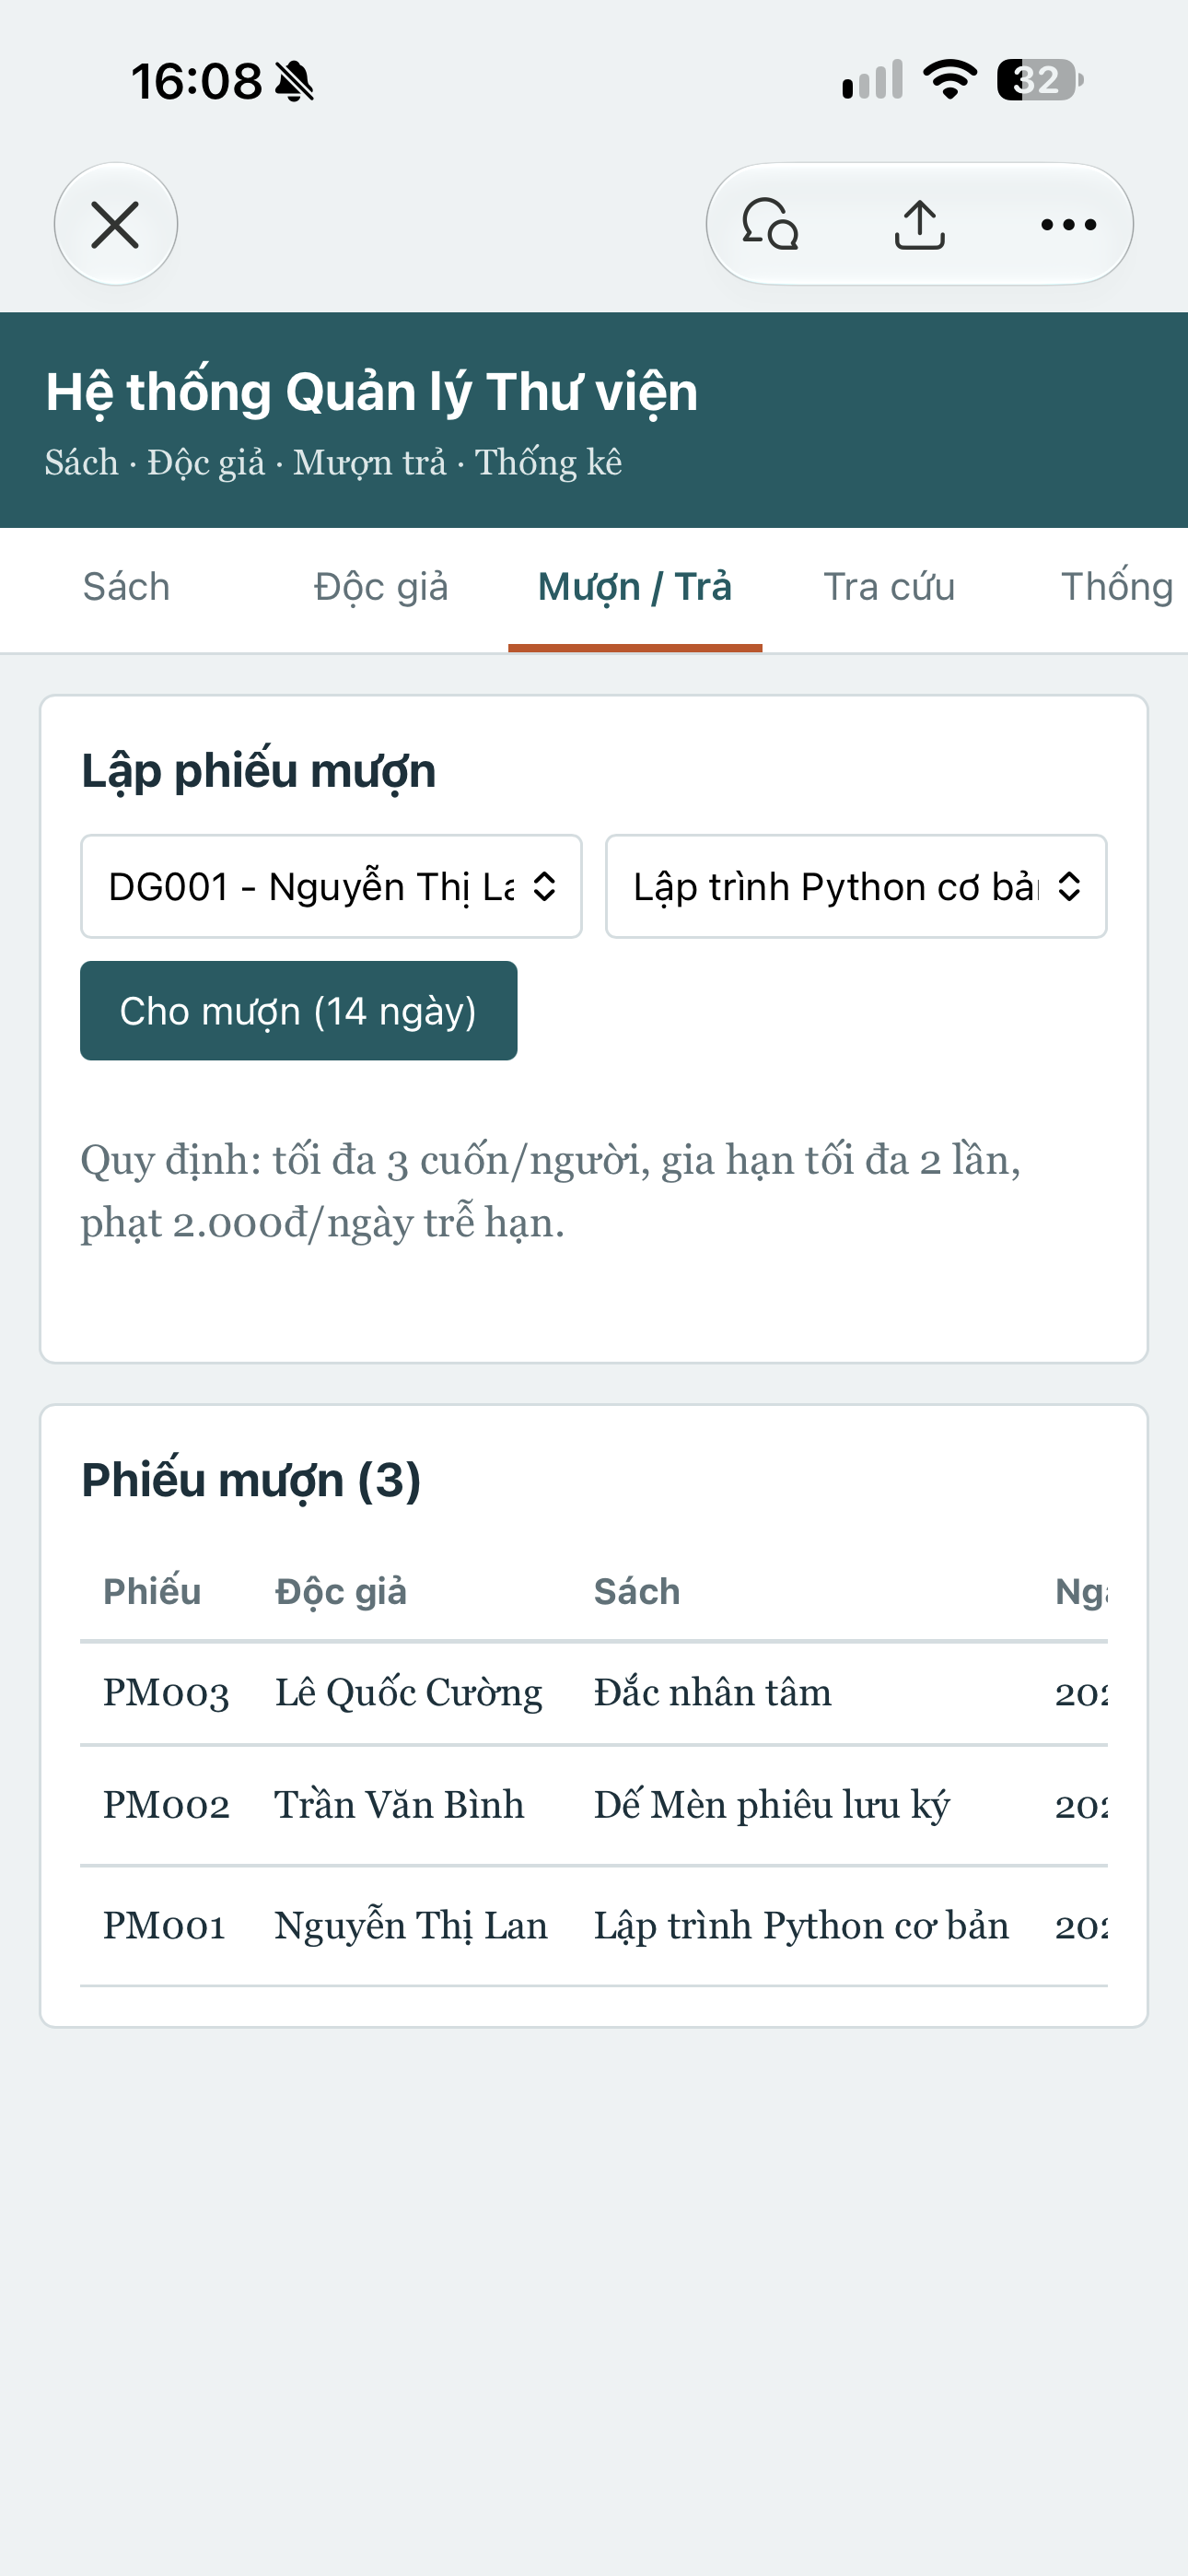 16:08
32
Hệ thống Quản lý Thư viện
Sách · Độc giả · Mượn trả · Thống kê
Sách Độc giả Mượn / Trả Tra cứu Thống
Lập phiếu mượn
DG001 - Nguyễn Thị Lập trình Python cơ
Cho mượn (14 ngày)
Quy định: tối đa 3 cuốn/người, gia hạn tối đa 2 lần,
phạt 2.000đ/ngày trễ hạn.
Phiếu mượn (3)
Phiếu Độc giả Sách
PM003 Lê Quốc Cường Đắc nhân tâm
PM002 Trần Văn Bình Dế Mèn phiêu lưu ký
PM001 Nguyễn Thị Lan Lập trình Python cơ bản